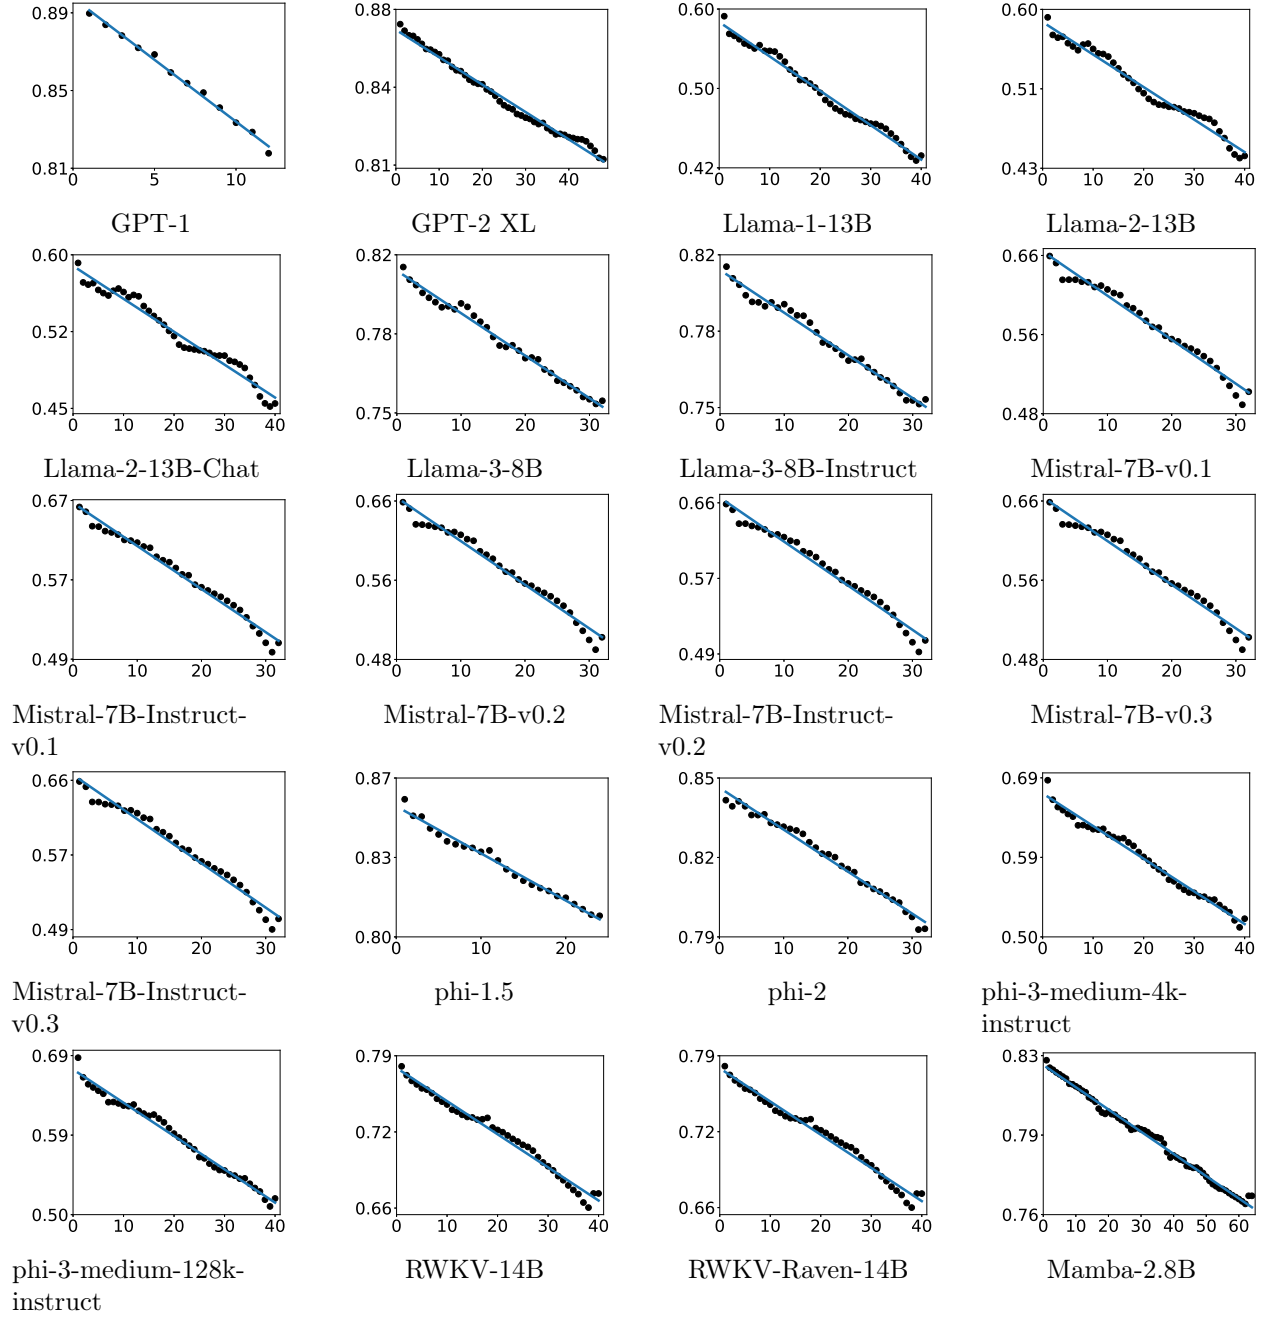 0.89
0.85
0.81
0 5 10
GPT-1
0.88
0.84
0.81
0 10 20 30 40
GPT-2 XL
0.60
0.50
0.42
0 10 20 30 40
Llama-1-13B
0.60
0.51
0.43
0 10 20 30 40
Llama-2-13B
0.60
0.52
0.45
0 10 20 30 40
Llama-2-13B-Chat
0.82
0.78
0.75
0 10 20 30
Llama-3-8B
0.82
0.78
0.75
0 10 20 30
Llama-3-8B-Instruct
0.66
0.56
0.48
0 10 20 30
Mistral-7B-v0.1
0.67
0.57
0.49
0 10 20 30
Mistral-7B-Instruct-
v0.1
0.66
0.56
0.48
0 10 20 30
Mistral-7B-v0.2
0.66
0.57
0.49
0 10 20 30
Mistral-7B-Instruct-
v0.2
0.66
0.56
0.48
0 10 20 30
Mistral-7B-v0.3
0.66
0.57
0.49
0 10 20 30
Mistral-7B-Instruct-
v0.3
0.87
0.83
0.80
0 10 20
phi-1.5
0.85
0.82
0.79
0 10 20 30
phi-2
0.69
0.59
0.50
0 10 20 30 40
phi-3-medium-4k-
instruct
0.69
0.59
0.50
0 10 20 30 40
phi-3-medium-128k-
instruct
0.79
0.72
0.66
0 10 20 30 40
RWKV-14B
0.79
0.72
0.66
0 10 20 30 40
RWKV-Raven-14B
0.83
0.79
0.76
0 10 20 30 40 50 60
Mamba-2.8B